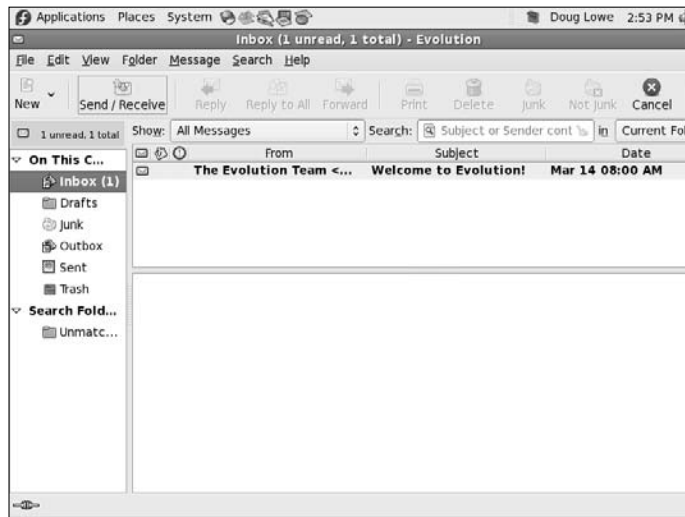 Applications Places System Doug Lowe 2:53 PM
Inbox (1 unread, 1 total) - Evolution
File Edit View Folder Message Search Help
New Send / Receive Reply Reply to All Forward Print Delete Junk Not Junk Cancel
1 unread, 1 total Show: All Messages Search: Subject or Sender cont in Current Fol
On This C... From Subject Date
Inbox (1) The Evolution Team <... Welcome to Evolution! Mar 14 08:00 AM
Drafts
Junk
Outbox
Sent
Trash
Search Fold...
Unmatc...